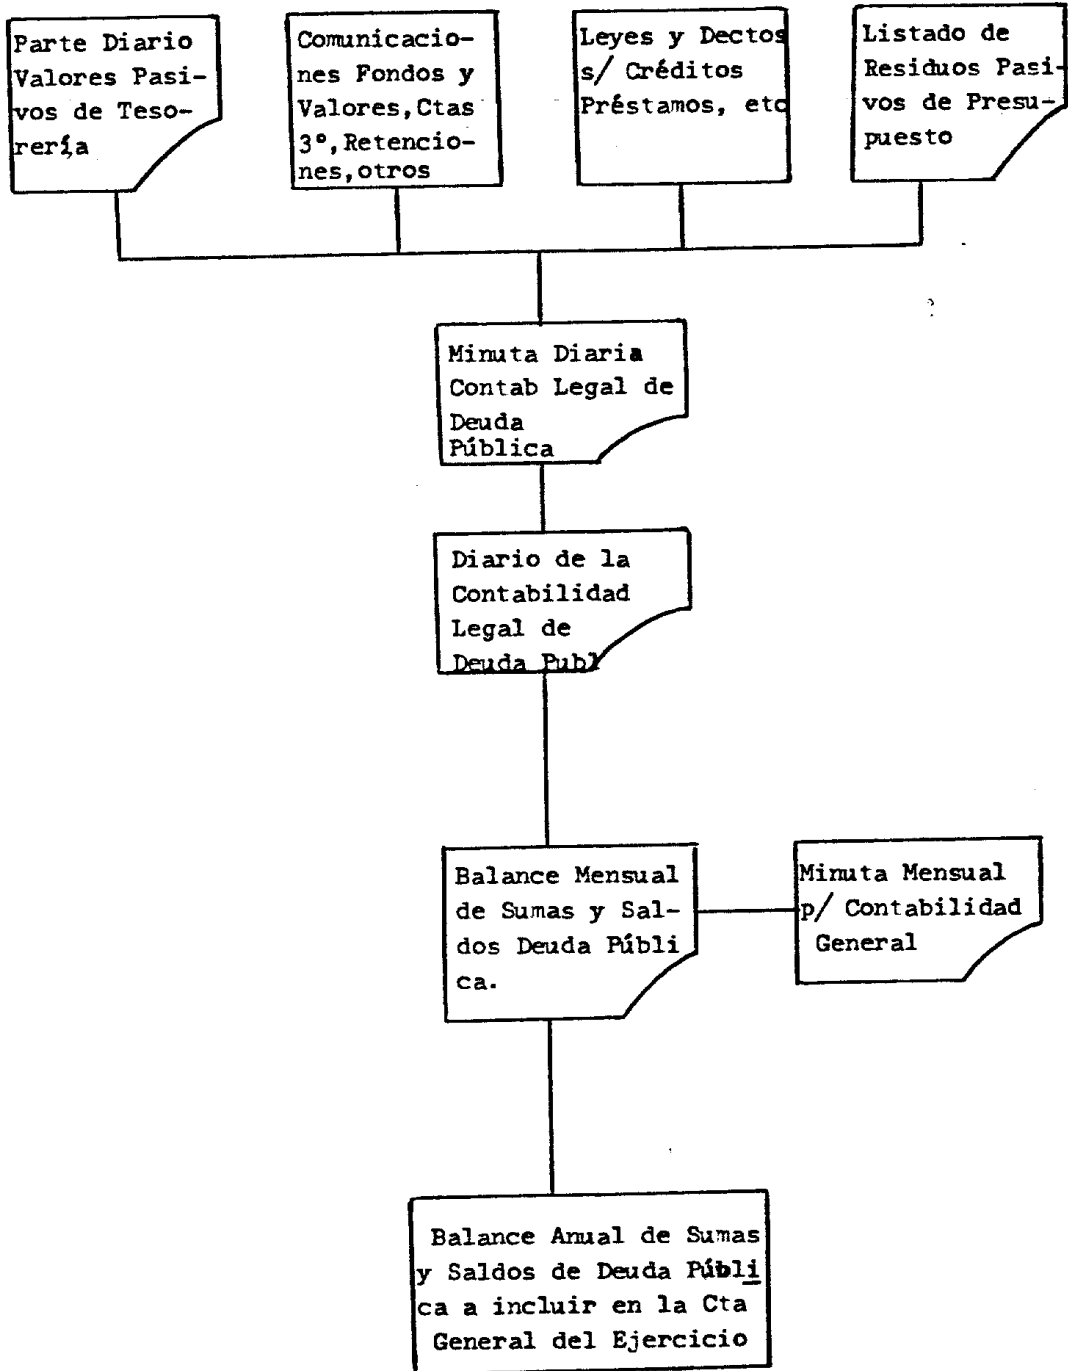 Parte Diario
Valores Pasi-
vos de Teso-
rería
Comunicacio-
nes Fondos y
Valores,Ctas
3°,Retencio-
nes,otros
Leyes y Dectos
s/ Créditos
Préstamos, etc
Listado de
Residuos Pasi-
vos de Presu-
puesto
Minuta Diaria
Contab Legal de
Deuda
Pública
Diario de la
Contabilidad
Legal de
Deuda Publ
Balance Mensual
de Sumas y Sal-
dos Deuda Públi
ca.
Minuta Mensual
p/ Contabilidad
General
Balance Anual de Sumas
y Saldos de Deuda Públi
ca a incluir en la Cta
General del Ejercicio